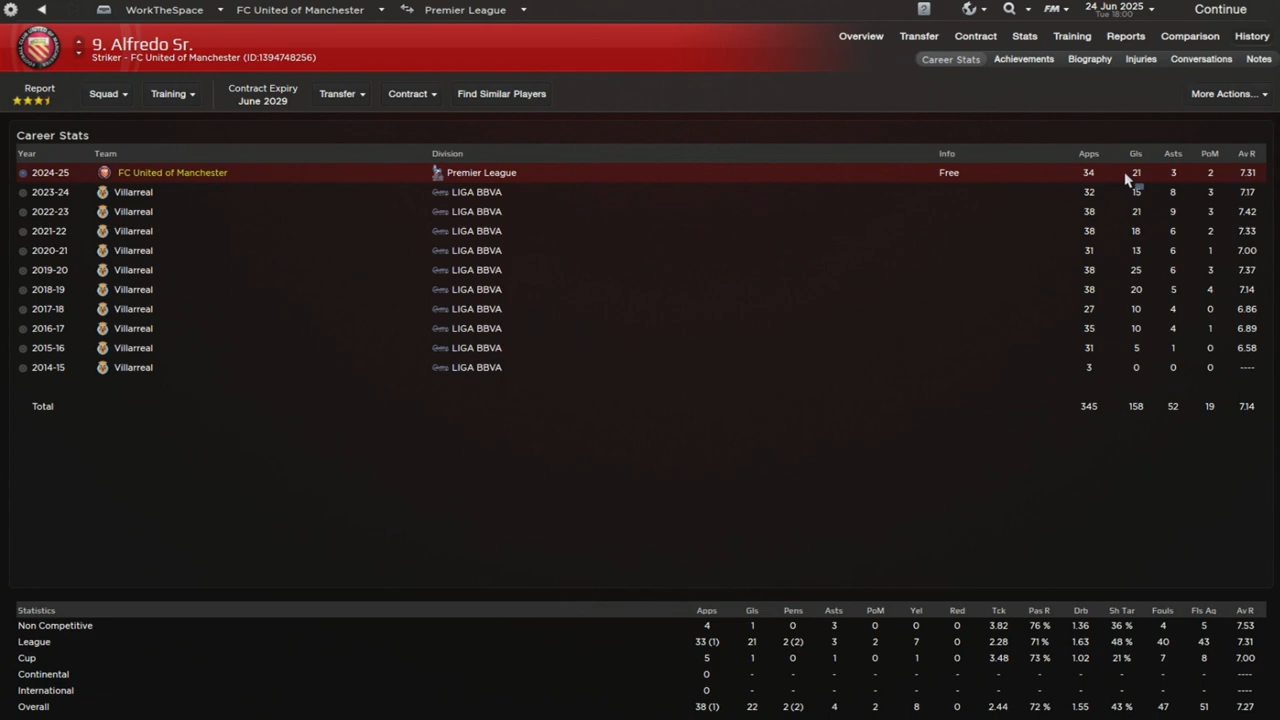 WorkTheSpace FC United of Manchester Premier League ? FM 24 Jun 2025 Tue 18:00 Continue
9. Alfredo Sr.
Striker - FC United of Manchester (ID:1394748256)
Overview Transfer Contract Stats Training Reports Comparison History
Career Stats Achievements Biography Injuries Conversations Notes
Report Squad Training Contract Expiry June 2029 Transfer Contract Find Similar Players More Actions...
Career Stats
Year Team Division Info Apps Gls Asts PoM Av R
2024-25 FC United of Manchester Premier League Free 34 21 3 2 7.31
2023-24 Villarreal LIGA BBVA 32 15 8 3 7.17
2022-23 Villarreal LIGA BBVA 38 21 9 3 7.42
2021-22 Villarreal LIGA BBVA 38 18 6 2 7.33
2020-21 Villarreal LIGA BBVA 31 13 6 1 7.00
2019-20 Villarreal LIGA BBVA 38 25 6 3 7.37
2018-19 Villarreal LIGA BBVA 38 20 5 4 7.14
2017-18 Villarreal LIGA BBVA 27 10 4 0 6.86
2016-17 Villarreal LIGA BBVA 35 10 4 1 6.89
2015-16 Villarreal LIGA BBVA 31 5 1 0 6.58
2014-15 Villarreal LIGA BBVA 3 0 0 0 ----
Total 345 158 52 19 7.14
Statistics Apps Gls Pens Asts PoM Yel Red Tck Pas R Drb Sh Tar Fouls Fls Ag Av R
Non Competitive 4 1 0 3 0 0 0 3.82 76 % 1.36 36 % 4 5 7.53
League 33 (1) 21 2 (2) 3 2 7 0 2.28 71 % 1.63 48 % 40 43 7.31
Cup 5 1 0 1 0 1 0 3.48 73 % 1.02 21 % 7 8 7.00
Continental 0 - - - - - - - - - - - - ----
International 0 - - - - - - - - - - - - ----
Overall 38 (1) 22 2 (2) 4 2 8 0 2.44 72 % 1.55 43 % 47 51 7.27